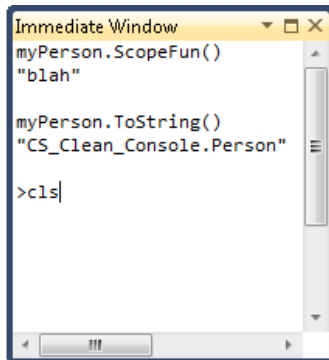 Immediate Window
myPerson.ScopeFun()
"blah"
myPerson.ToString()
"CS_Clean_Console.Person"
>cls